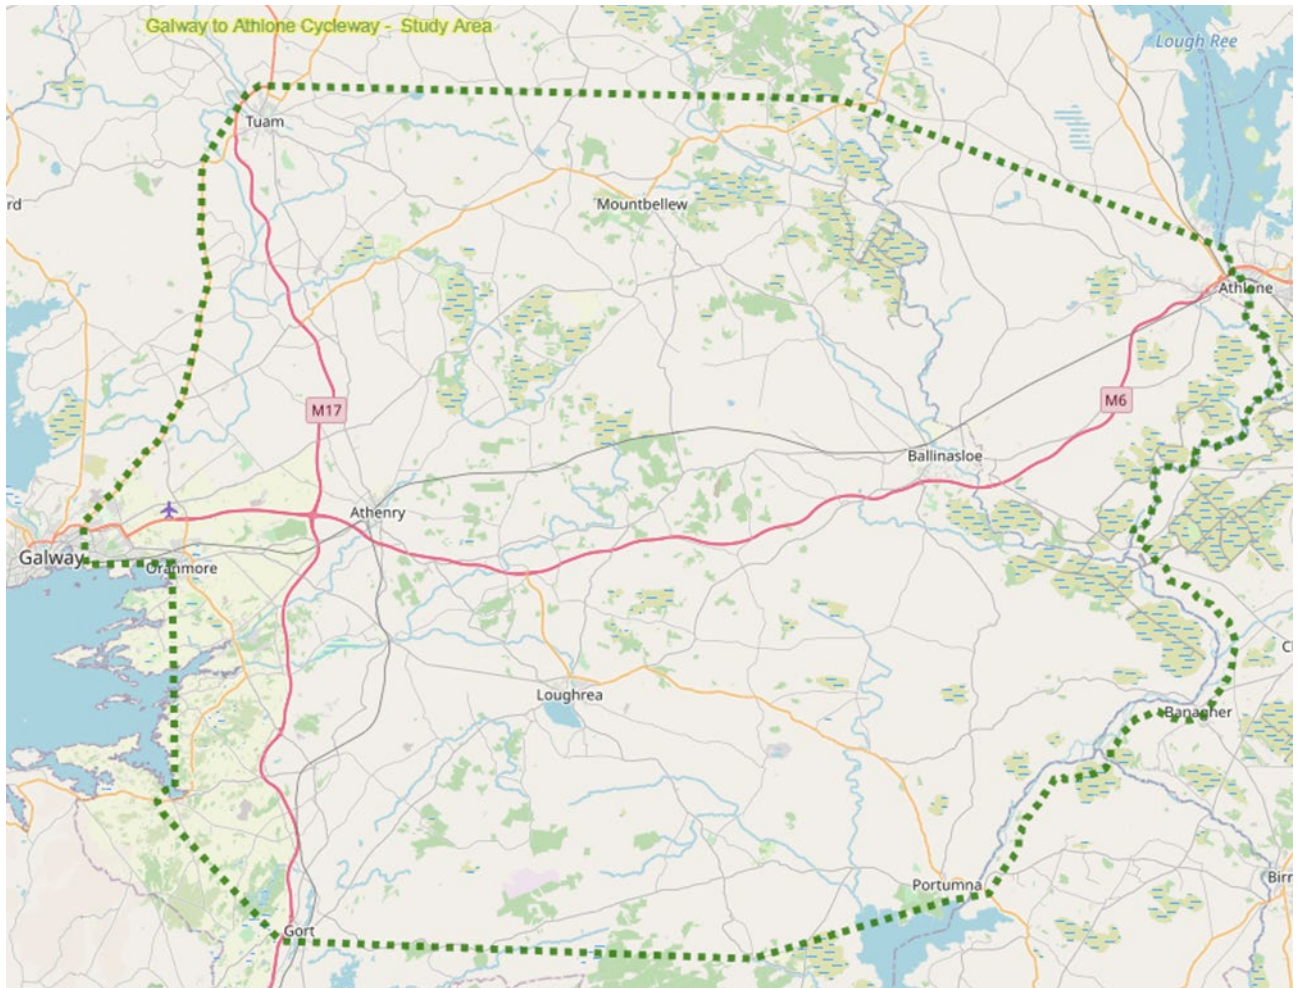 Galway to Athlone Cycleway - Study Area
Lough Ree
Tuam
rd
Mountbellew
Athlone
M17
M6
Ballinasloe
Athenry
Galway
Oranmore
Cl
Loughrea
Banagher
Portumna
Birr
Gort